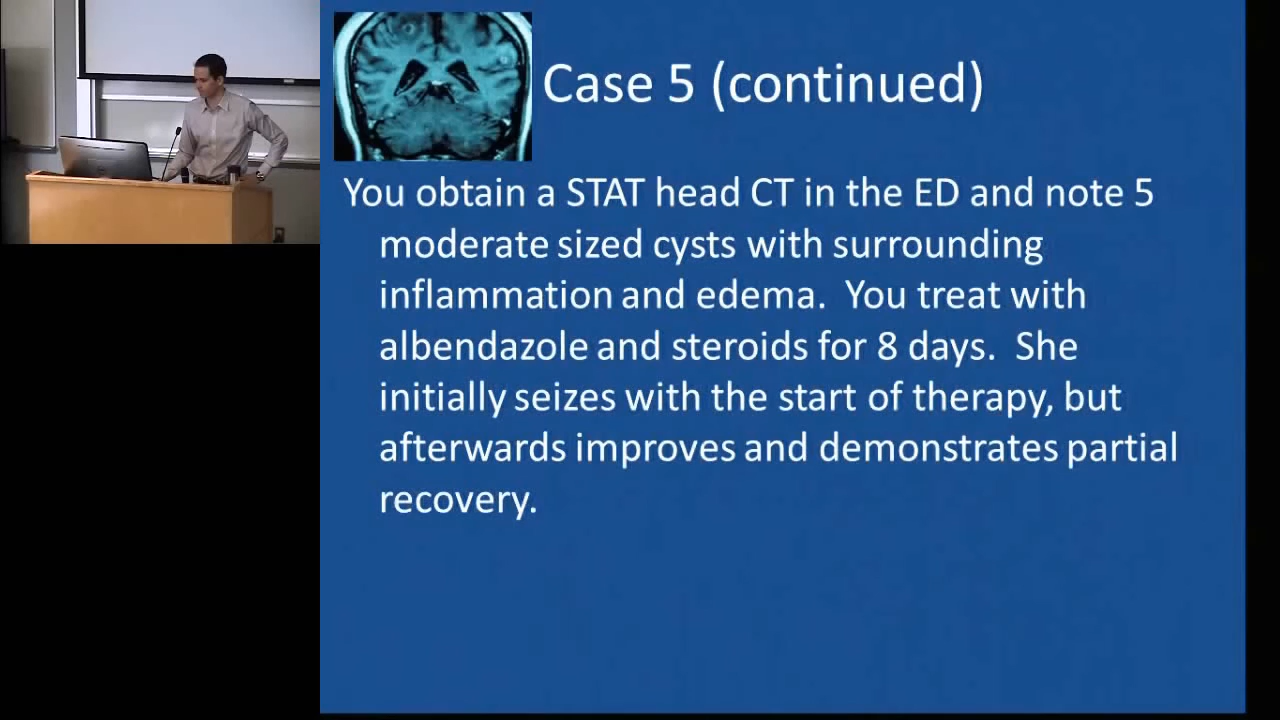 Case 5 (continued)
You obtain a STAT head CT in the ED and note 5
moderate sized cysts with surrounding
inflammation and edema.  You treat with
albendazole and steroids for 8 days.  She
initially seizes with the start of therapy, but
afterwards improves and demonstrates partial
recovery.